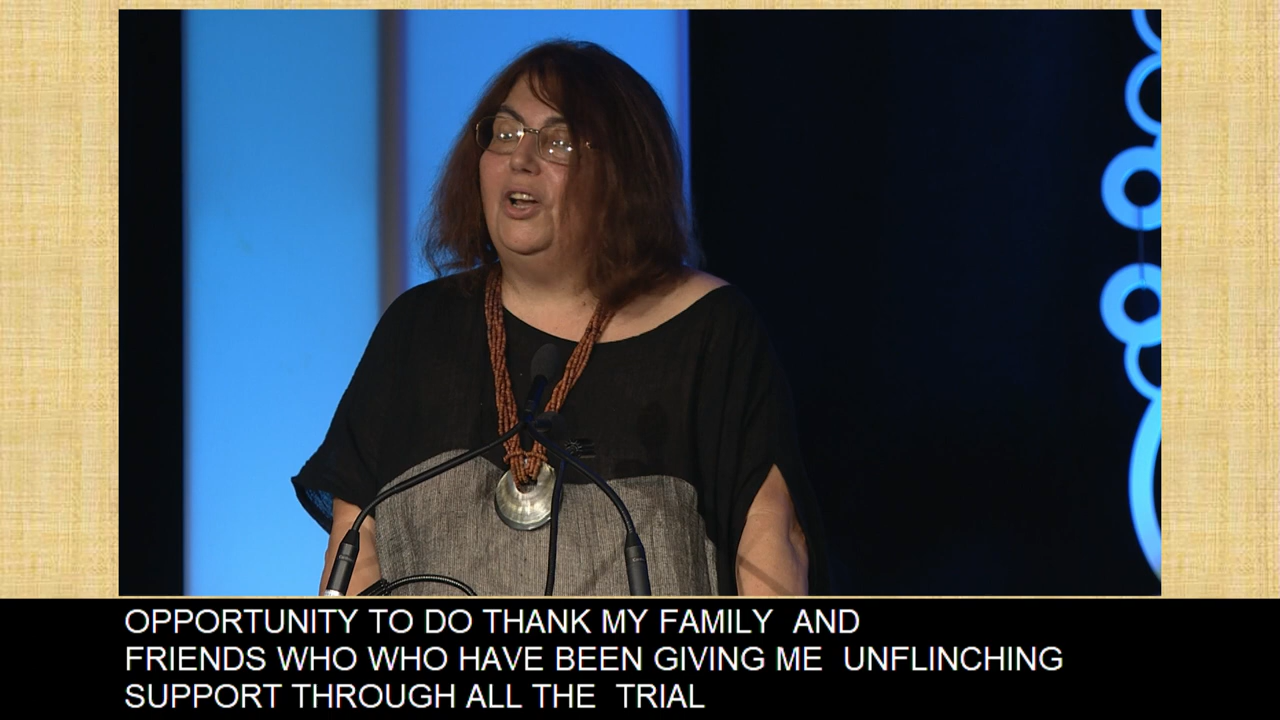 OPPORTUNITY TO DO THANK MY FAMILY  AND
FRIENDS WHO WHO HAVE BEEN GIVING ME  UNFLINCHING
SUPPORT THROUGH ALL THE  TRIAL